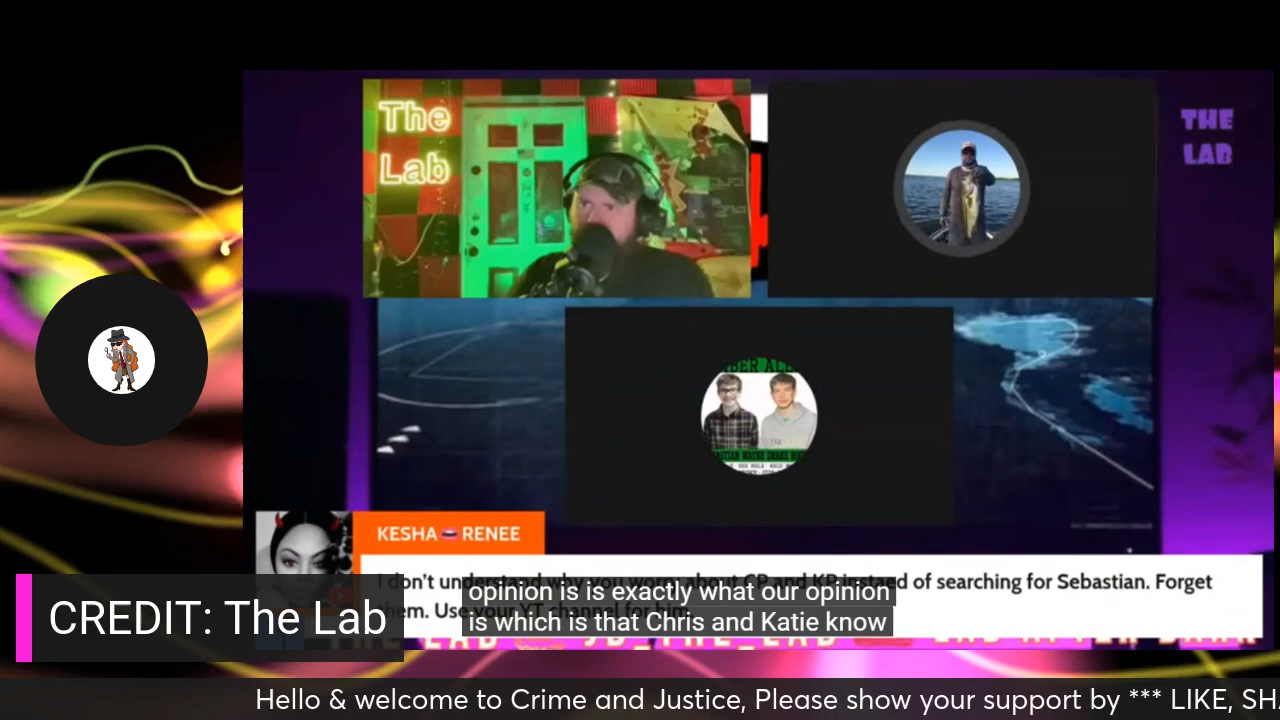 The
Lab
THE
LAB
KESHA RENEE
I don't understand why you worry about CP and KP instaed of searching for Sebastian. Forget
them. Use your YT channel for him
opinion is is exactly what our opinion
is which is that Chris and Katie know
CREDIT: The Lab
Hello & welcome to Crime and Justice, Please show your support by *** LIKE, SHA